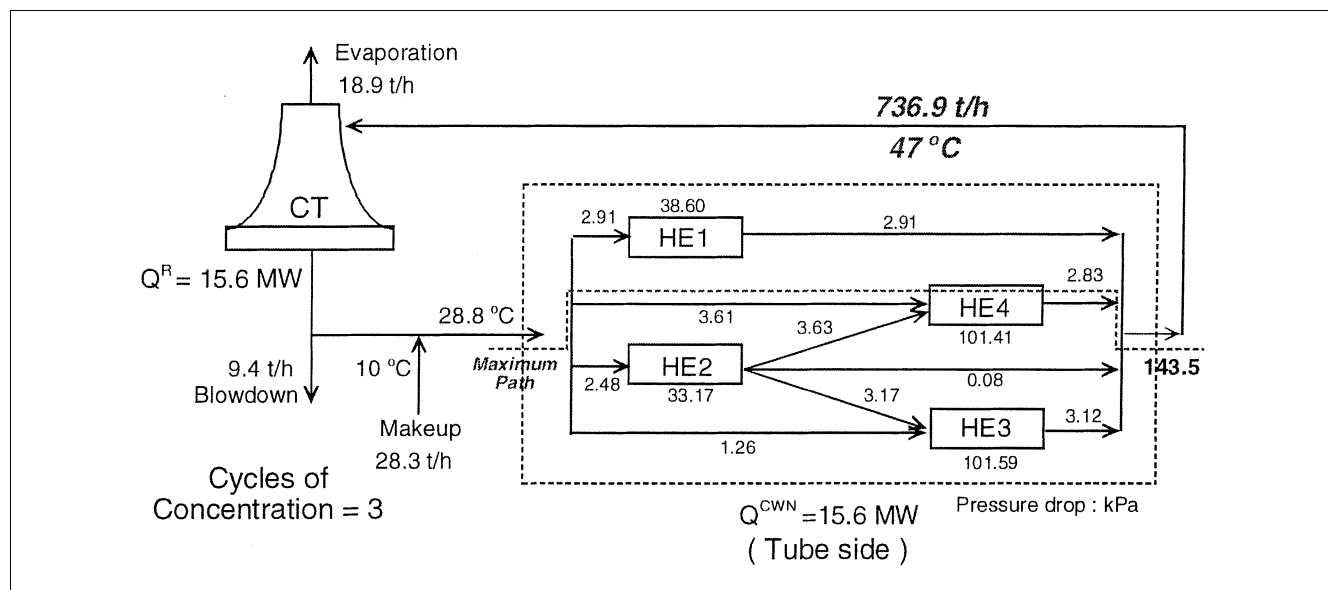 Evaporation
18.9 t/h
736.9 t/h
47 °C
CT
Q^R = 15.6 MW
38.60
2.91
HE1
2.91
2.83
28.8 °C
3.61
HE4
3.63
101.41
9.4 t/h
Blowdown
10 °C
Maximum
Path
HE2
2.48
33.17
0.08
143.5
3.17
Makeup
28.3 t/h
HE3
3.12
1.26
101.59
Cycles of
Concentration = 3
Q^CWN = 15.6 MW
Pressure drop : kPa
( Tube side )